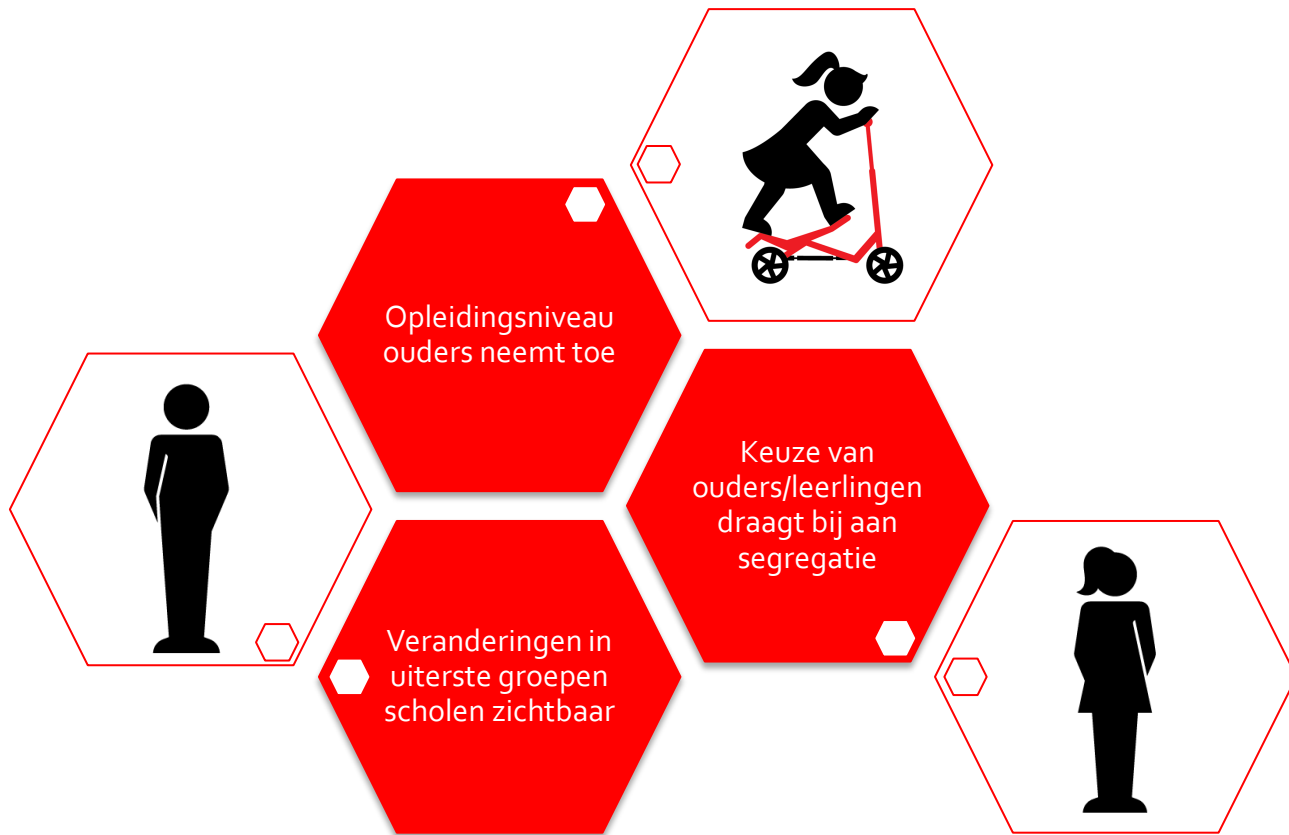 Opleidingsniveau
ouders neemt toe
Keuze van
ouders/leerlingen
draagt bij aan
segregatie
Veranderingen in
uiterste groepen
scholen zichtbaar